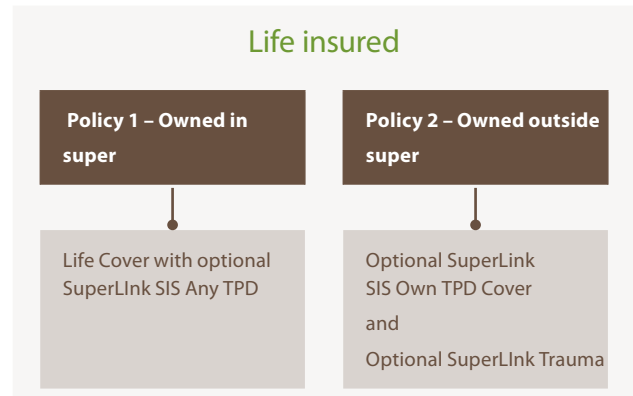 Life insured
Policy 1 – Owned in
super
Policy 2 – Owned outside
super
Life Cover with optional
SuperLInk SIS Any TPD
Optional SuperLink
SIS Own TPD Cover
and
Optional SuperLInk Trauma